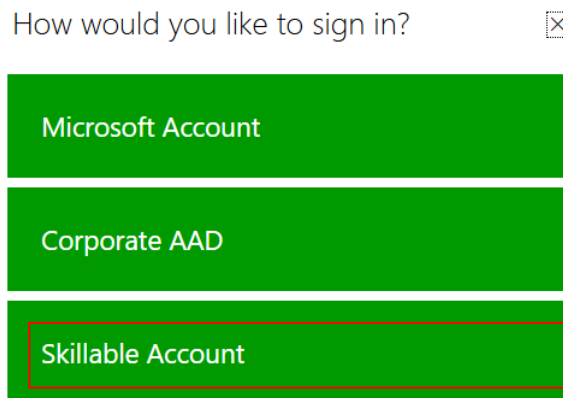 How would you like to sign in?
Microsoft Account
Corporate AAD
Skillable Account